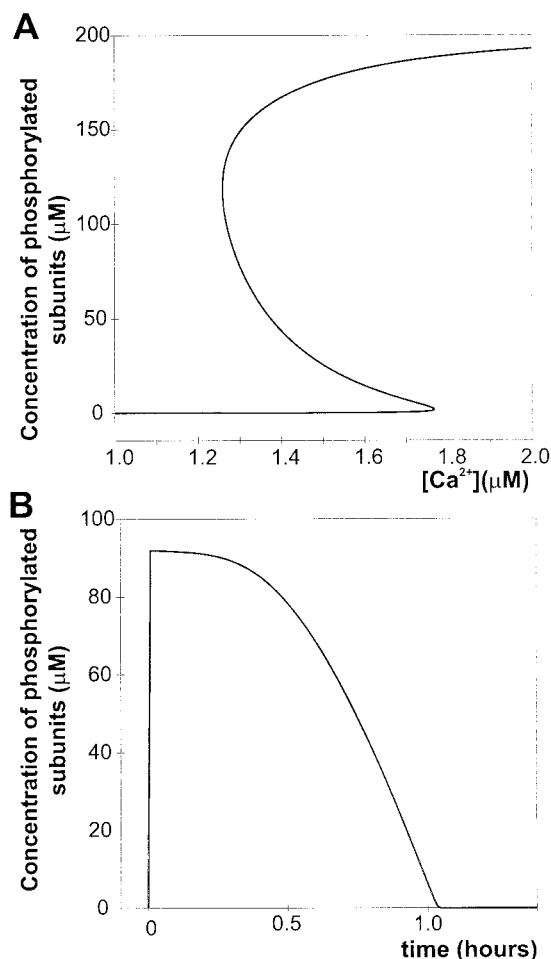 A
Concentration of phosphorylated
subunits (μM)
200
150
100
50
0
1.0 1.2 1.4 1.6 1.8 2.0
[Ca²⁺](μM)
B
Concentration of phosphorylated
subunits (μM)
100
80
60
40
20
0
0 0.5 1.0
time (hours)